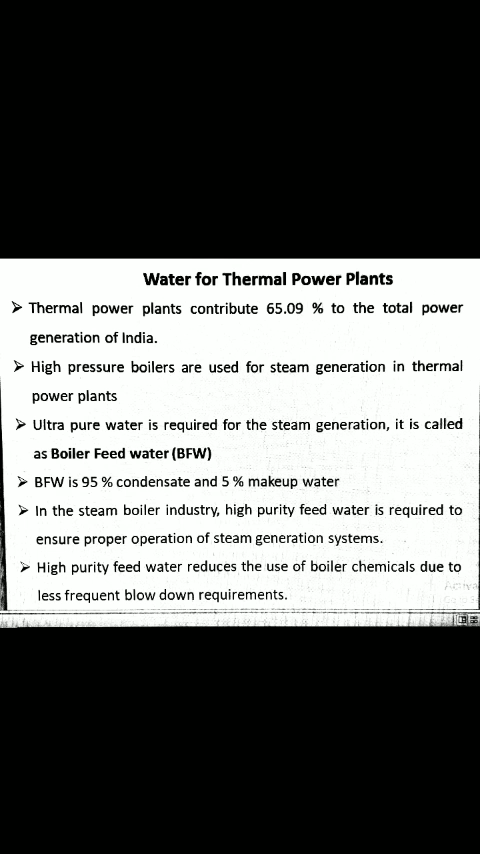 Water for Thermal Power Plants
➢ Thermal power plants contribute 65.09 % to the total power
generation of India.
➢ High pressure boilers are used for steam generation in thermal
power plants
➢ Ultra pure water is required for the steam generation, it is called
as Boiler Feed water (BFW)
➢ BFW is 95 % condensate and 5 % makeup water
➢ In the steam boiler industry, high purity feed water is required to
ensure proper operation of steam generation systems.
➢ High purity feed water reduces the use of boiler chemicals due to
less frequent blow down requirements.